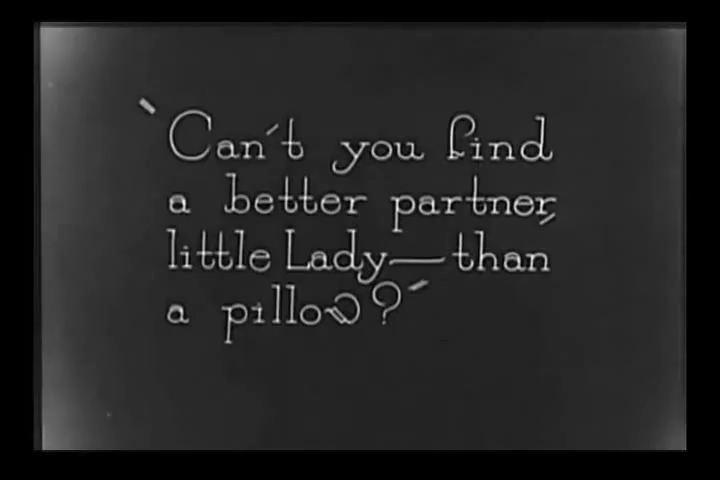 "Can't you find
a better partner,
little Lady—than
a pillow?"